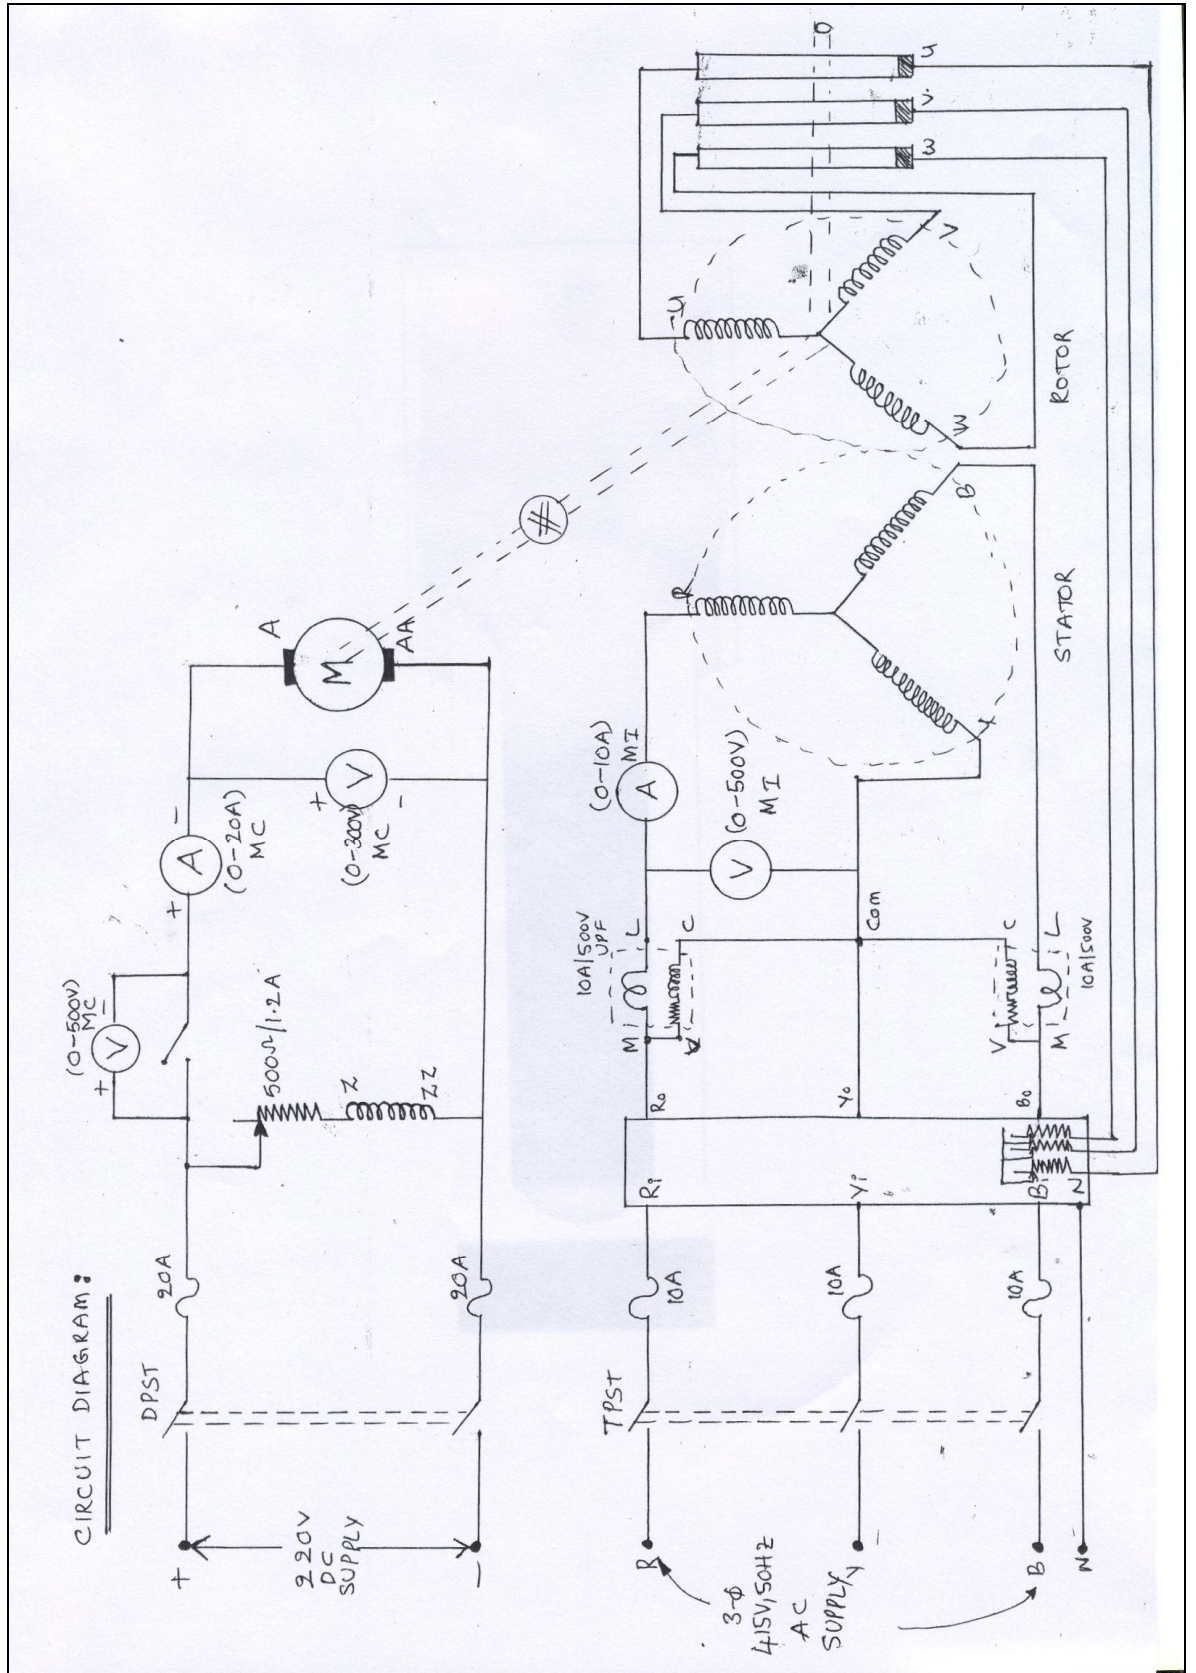 CIRCUIT DIAGRAM:
+
220V
DC
SUPPLY
−
DPST
20A
20A
(0-500V)
MC
+
−
500Ω/1.2A
Z
ZZ
+
−
A
(0-20A)
MC
+
−
V
(0-300V)
MC
A
M
AA
V
3-φ
415V,50HZ
AC
SUPPLY
R
Y
B
N
TPST
10A
10A
10A
Ri
Yi
Bi
N
Ro
Yo
Bo
10A/500V
UPF
M
L
V
C
Com
V
C
M
L
10A/500V
V
(0-500V)
MI
A
(0-10A)
MI
R
Y
B
STATOR
U
V
W
ROTOR